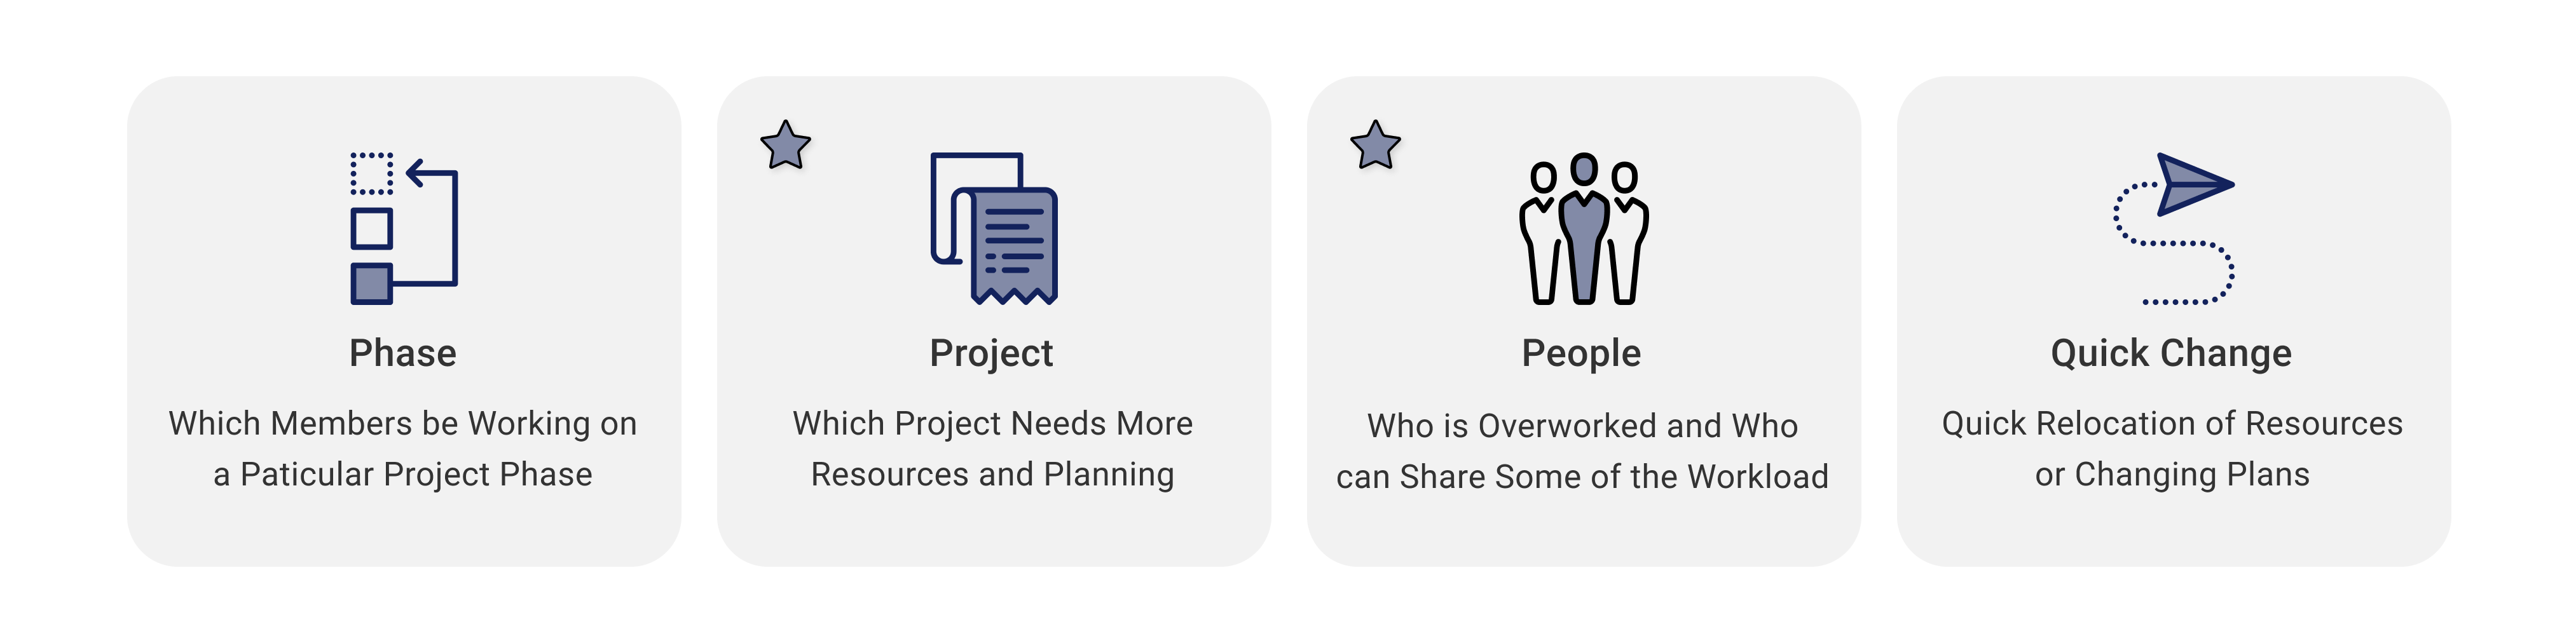 Phase
Which Members be Working on
a Paticular Project Phase
Project
Which Project Needs More
Resources and Planning
People
Who is Overworked and Who
can Share Some of the Workload
Quick Change
Quick Relocation of Resources
or Changing Plans